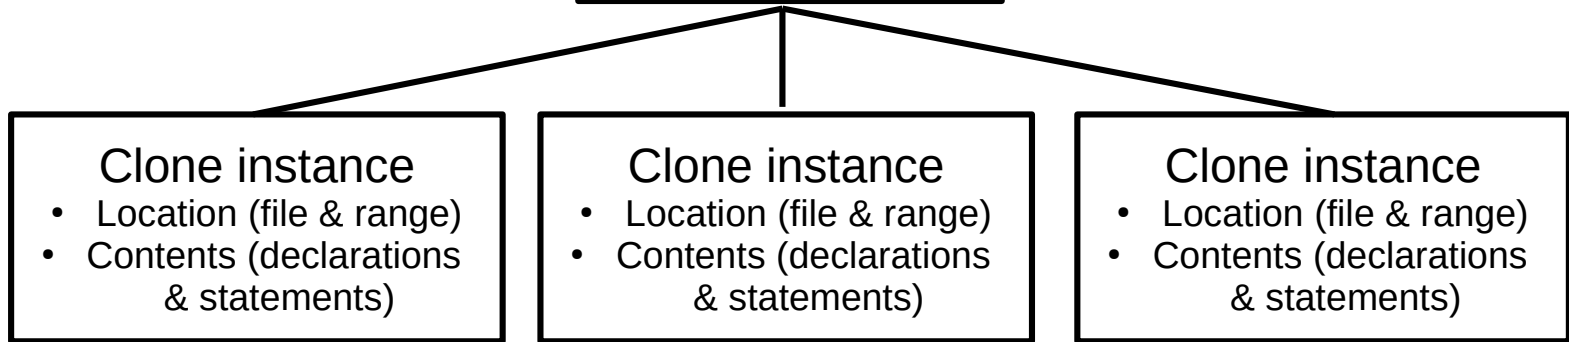 Clone instance
• Location (file & range)
• Contents (declarations
& statements)
Clone instance
• Location (file & range)
• Contents (declarations
& statements)
Clone instance
• Location (file & range)
• Contents (declarations
& statements)